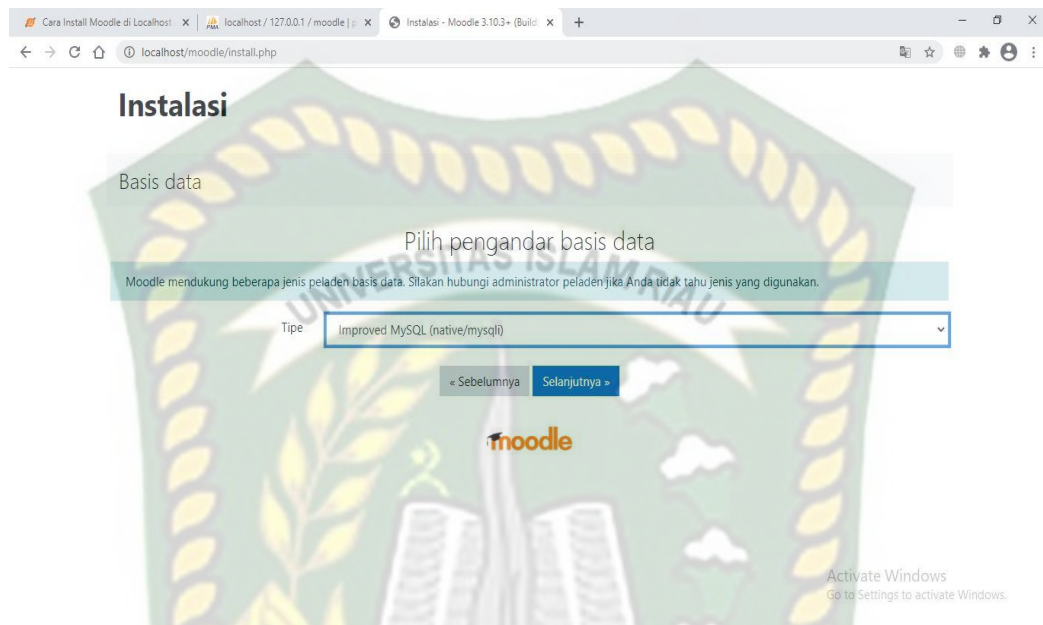 Cara Install Moodle di Localhost
localhost / 127.0.0.1 / moodle | p
Instalasi - Moodle 3.10.3+ (Build:
localhost/moodle/install.php
Instalasi
Basis data
Pilih pengandar basis data
UNIVERSITAS ISLAM RIAU
Moodle mendukung beberapa jenis peladen basis data. Silakan hubungi administrator peladen jika Anda tidak tahu jenis yang digunakan.
Tipe
Improved MySQL (native/mysqli)
« Sebelumnya
Selanjutnya »
moodle
Activate Windows
Go to Settings to activate Windows.